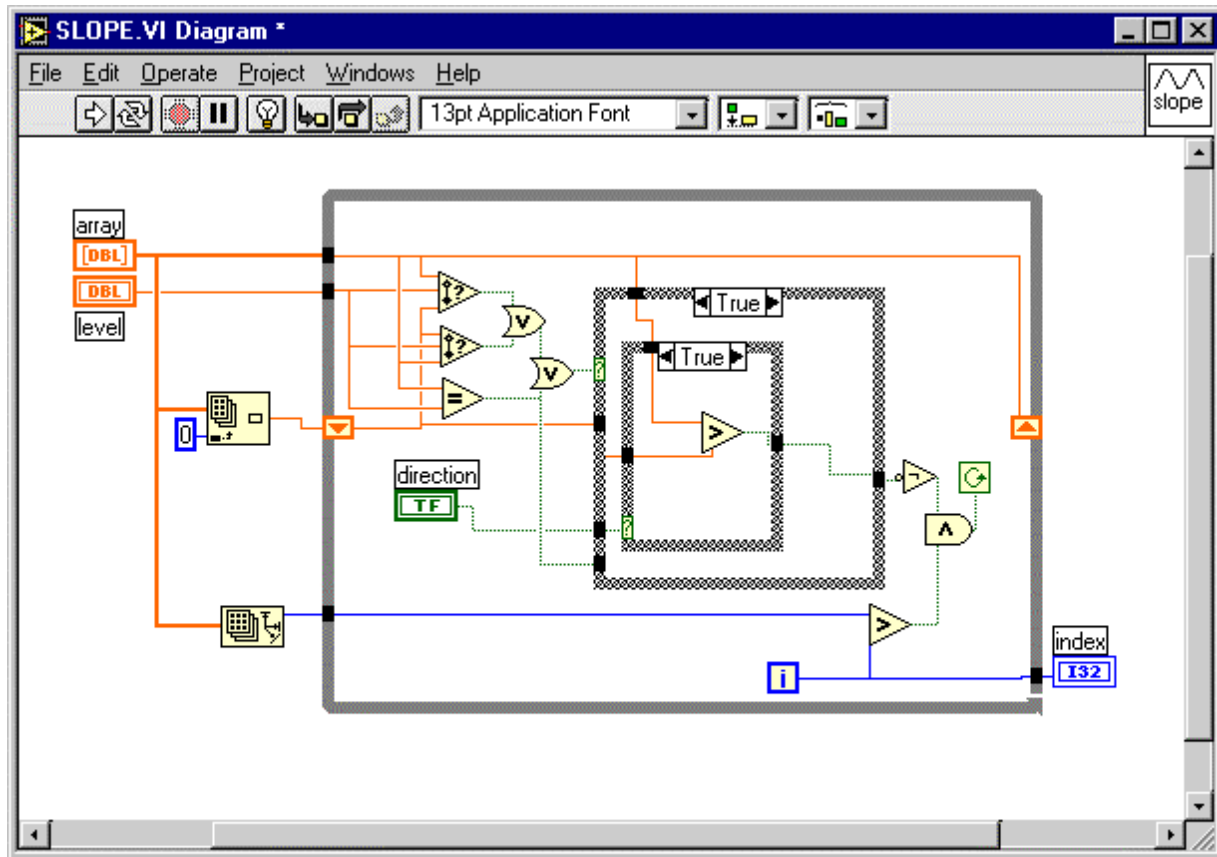 SLOPE.VI Diagram *
File Edit Operate Project Windows Help
slope
13pt Application Font
array
[DBL]
DBL
level
?
?
=
V
V
True
True
?
0
>
direction
TF
?
¬
Λ
>
i
index
I32